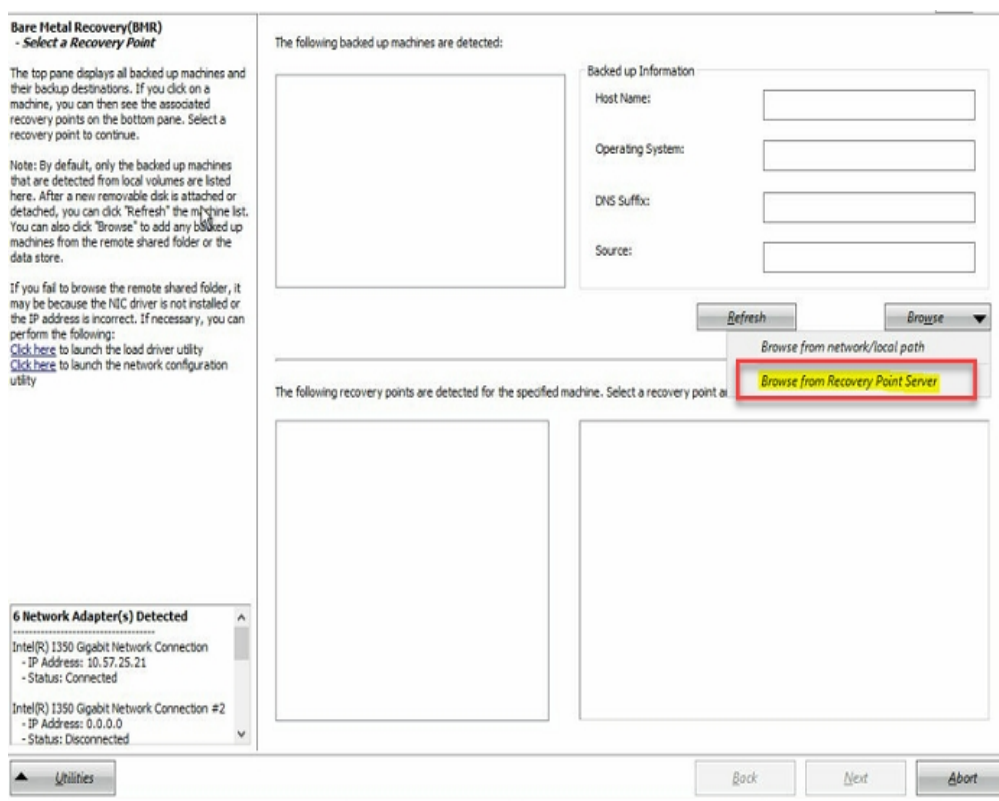 Bare Metal Recovery(BMR)
- Select a Recovery Point
The top pane displays all backed up machines and
their backup destinations. If you click on a
machine, you can then see the associated
recovery points on the bottom pane. Select a
recovery point to continue.
Note: By default, only the backed up machines
that are detected from local volumes are listed
here. After a new removable disk is attached or
detached, you can click "Refresh" the machine list.
You can also click "Browse" to add any backed up
machines from the remote shared folder or the
data store.
If you fail to browse the remote shared folder, it
may be because the NIC driver is not installed or
the IP address is incorrect. If necessary, you can
perform the following:
Click here to launch the load driver utility
Click here to launch the network configuration
utility
6 Network Adapter(s) Detected
Intel(R) I350 Gigabit Network Connection
- IP Address: 10.57.25.21
- Status: Connected
Intel(R) I350 Gigabit Network Connection #2
- IP Address: 0.0.0.0
- Status: Disconnected
The following backed up machines are detected:
Backed up Information
Host Name:
Operating System:
DNS Suffix:
Source:
Refresh
Browse
Browse from network/local path
Browse from Recovery Point Server
The following recovery points are detected for the specified machine. Select a recovery point
Utilities
Back
Next
Abort